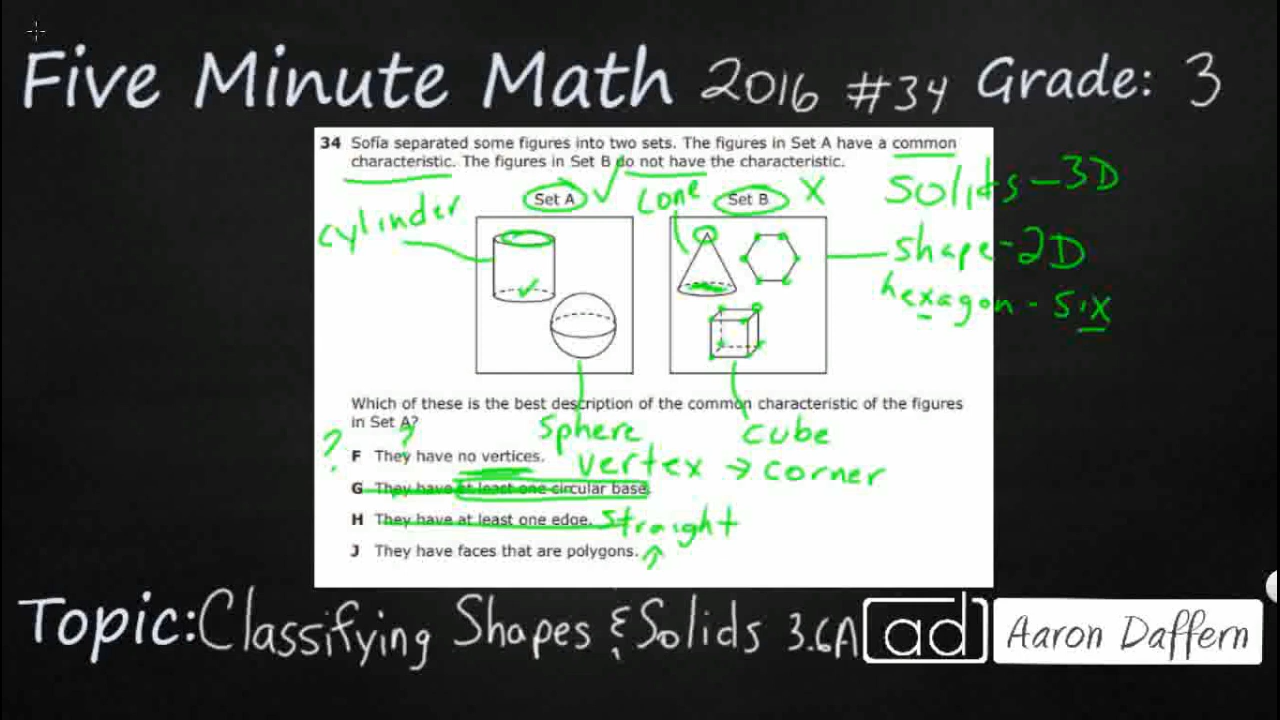 Five Minute Math 2016 #34 Grade: 3
34 Sofía separated some figures into two sets. The figures in Set A have a common
characteristic. The figures in Set B do not have the characteristic.
solids - 3D
cylinder
Set A ✓
cone
Set B X
shape - 2D
hexagon - six
Which of these is the best description of the common characteristic of the figures
in Set A?
sphere
cube
? ?
F They have no vertices.
vertex → corner
G They have at least one circular base.
H They have at least one edge. straight
J They have faces that are polygons.
Topic: Classifying Shapes & Solids 3.6A ad Aaron Daffern